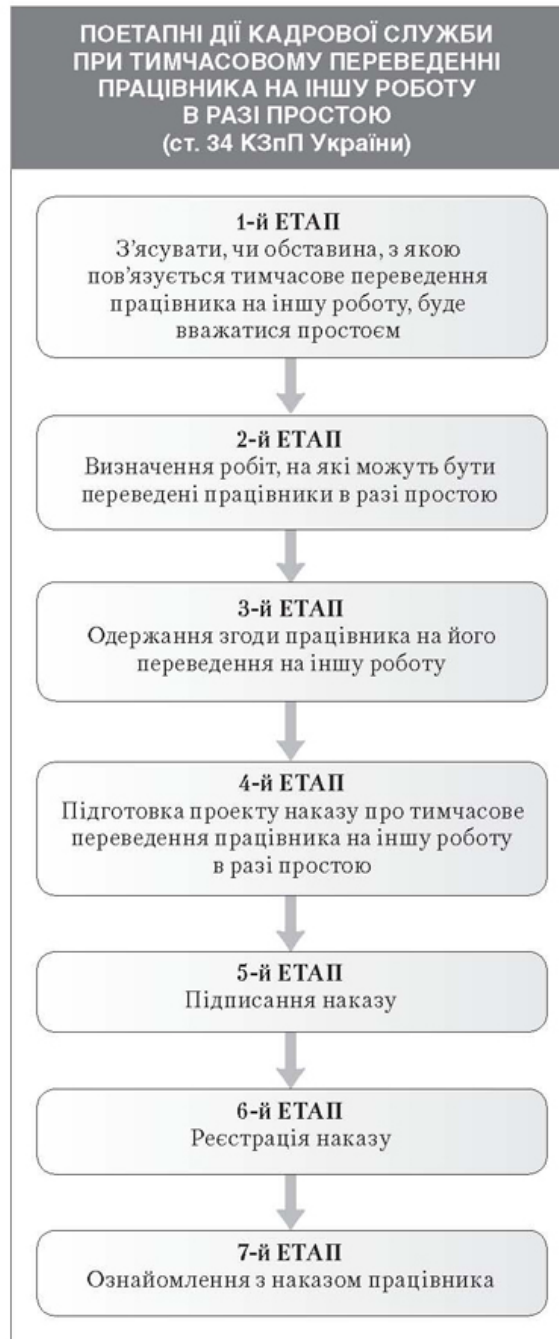 ПОЕТАПНІ ДІЇ КАДРОВОЇ СЛУЖБИ
ПРИ ТИМЧАСОВОМУ ПЕРЕВЕДЕННІ
ПРАЦІВНИКА НА ІНШУ РОБОТУ
В РАЗІ ПРОСТОЮ
(ст. 34 КЗпП України)
1-й ЕТАП
З’ясувати, чи обставина, з якою
пов’язується тимчасове переведення
працівника на іншу роботу, буде
вважатися простоєм
2-й ЕТАП
Визначення робіт, на які можуть бути
переведені працівники в разі простою
3-й ЕТАП
Одержання згоди працівника на його
переведення на іншу роботу
4-й ЕТАП
Підготовка проекту наказу про тимчасове
переведення працівника на іншу роботу
в разі простою
5-й ЕТАП
Підписання наказу
6-й ЕТАП
Реєстрація наказу
7-й ЕТАП
Ознайомлення з наказом працівника